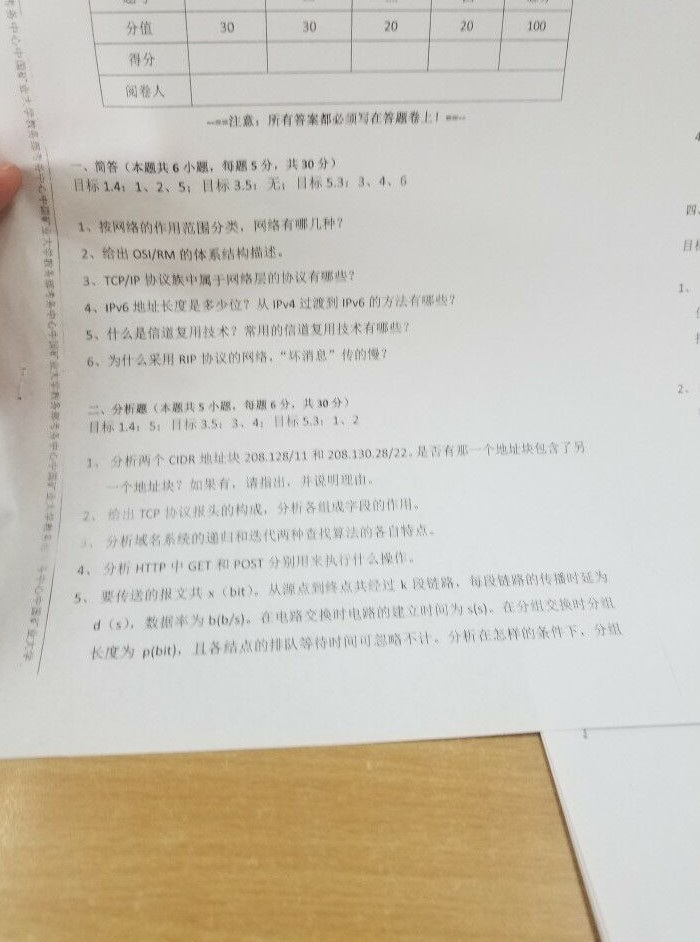 分值 30 30 20 20 100
得分
阅卷人
---==注意：所有答案都必须写在答题卷上！==---
一、简答（本题共 6 小题，每题 5 分，共 30 分）
目标 1.4：1、2、5；目标 3.5：无；目标 5.3：3、4、6
1、按网络的作用范围分类，网络有哪几种？
2、给出 OSI/RM 的体系结构描述。
3、TCP/IP 协议族中属于网络层的协议有哪些？
4、IPv6 地址长度是多少位？从 IPv4 过渡到 IPv6 的方法有哪些？
5、什么是信道复用技术？常用的信道复用技术有哪些？
6、为什么采用 RIP 协议的网络，“坏消息”传的慢？
二、分析题（本题共 5 小题，每题 6 分，共 30 分）
目标 1.4：5；目标 3.5：3、4；目标 5.3：1、2
1、分析两个 CIDR 地址块 208.128/11 和 208.130.28/22。是否有那一个地址块包含了另
一个地址块？如果有，请指出，并说明理由。
2、给出 TCP 协议报头的构成，分析各组成字段的作用。
3、分析域名系统的递归和迭代两种查找算法的各自特点。
4、分析 HTTP 中 GET 和 POST 分别用来执行什么操作。
5、要传送的报文共 x（bit）。从源点到终点共经过 k 段链路，每段链路的传播时延为
d（s），数据率为 b(b/s)。在电路交换时电路的建立时间为 s(s)。在分组交换时分组
长度为 p(bit)，且各结点的排队等待时间可忽略不计。分析在怎样的条件下，分组
四、
1、
2、